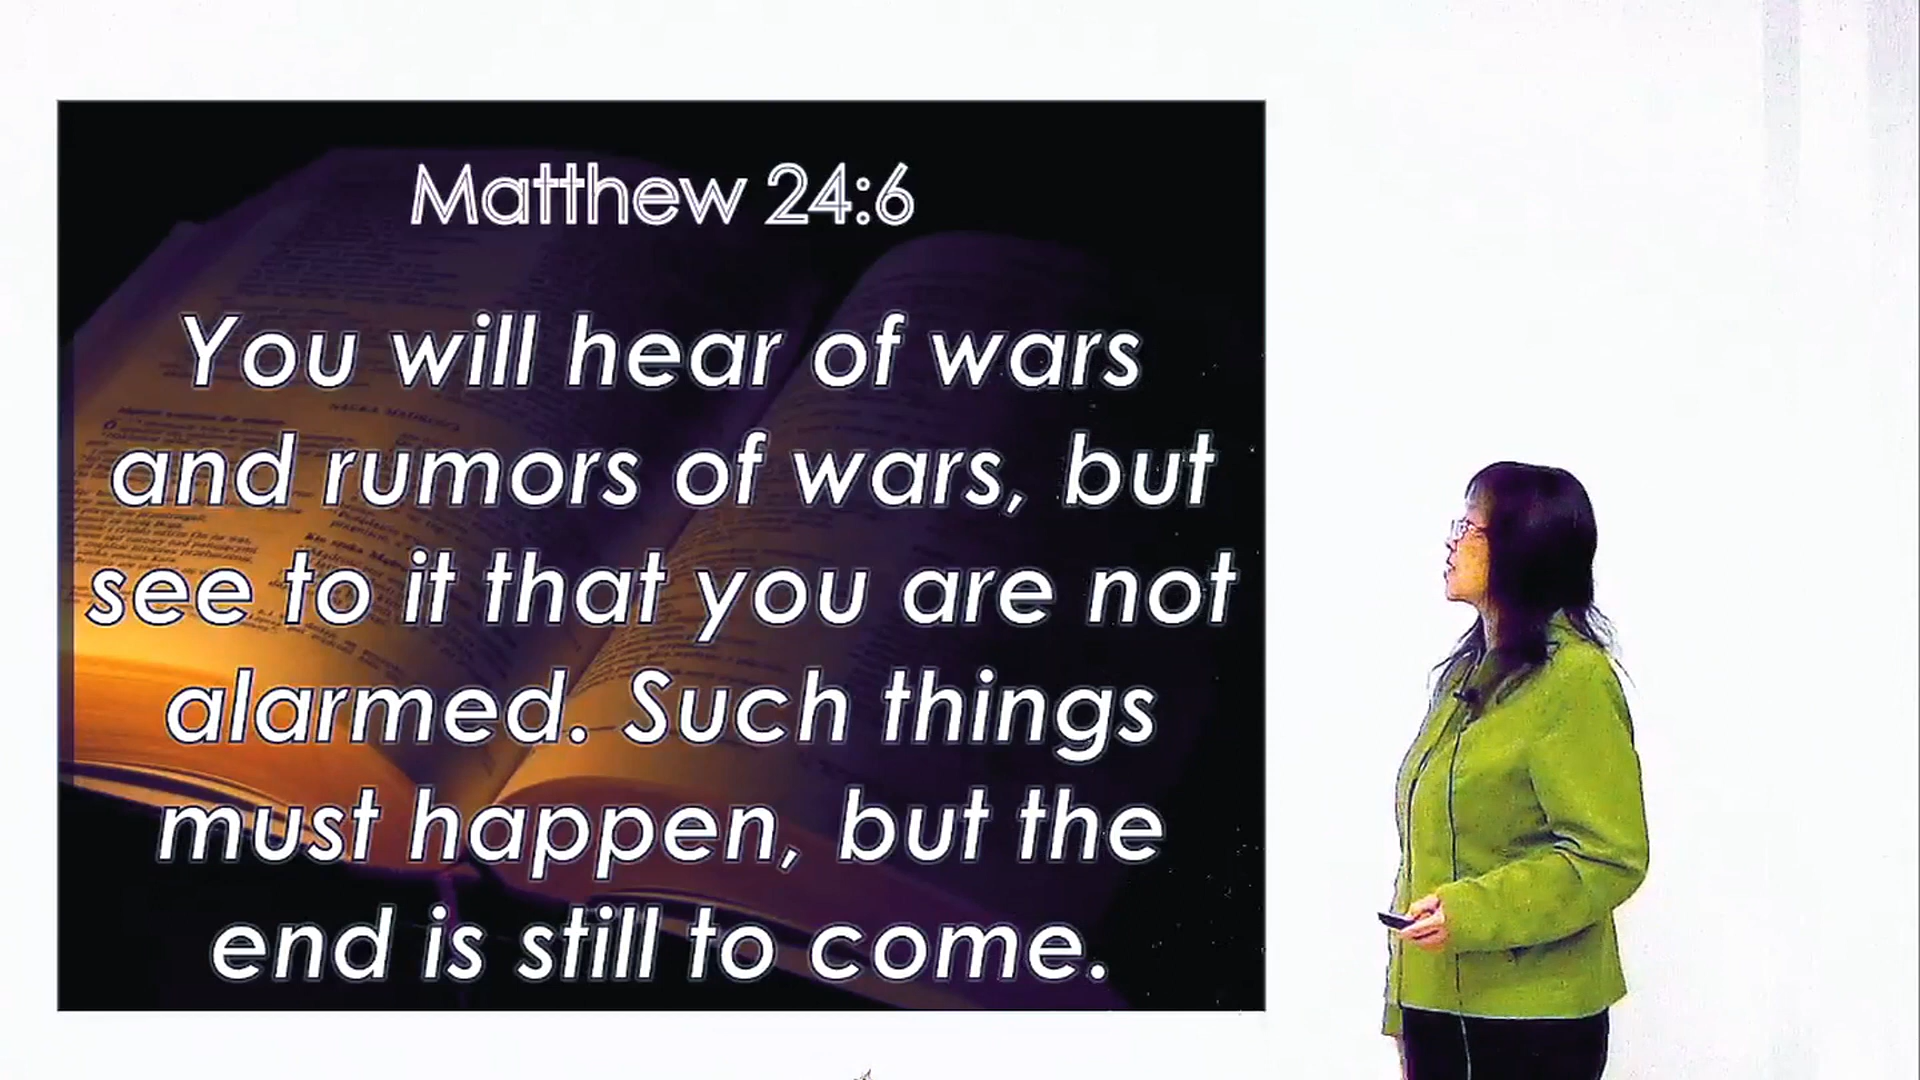 Matthew 24:6
You will hear of wars
and rumors of wars, but
see to it that you are not
alarmed. Such things
must happen, but the
end is still to come.